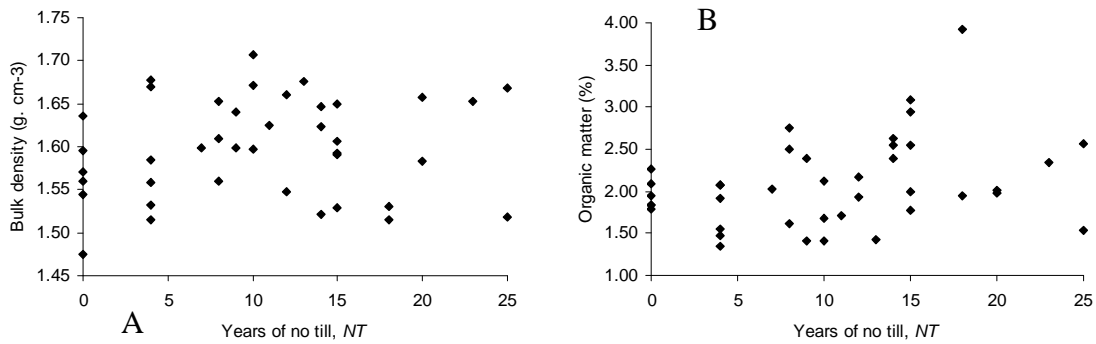 1.75
1.70
1.65
1.60
1.55
1.50
1.45
Bulk density (g. cm-3)
0 5 10 15 20 25
A
Years of no till, NT
B
4.00
3.50
3.00
2.50
2.00
1.50
1.00
Organic matter (%)
0 5 10 15 20 25
Years of no till, NT